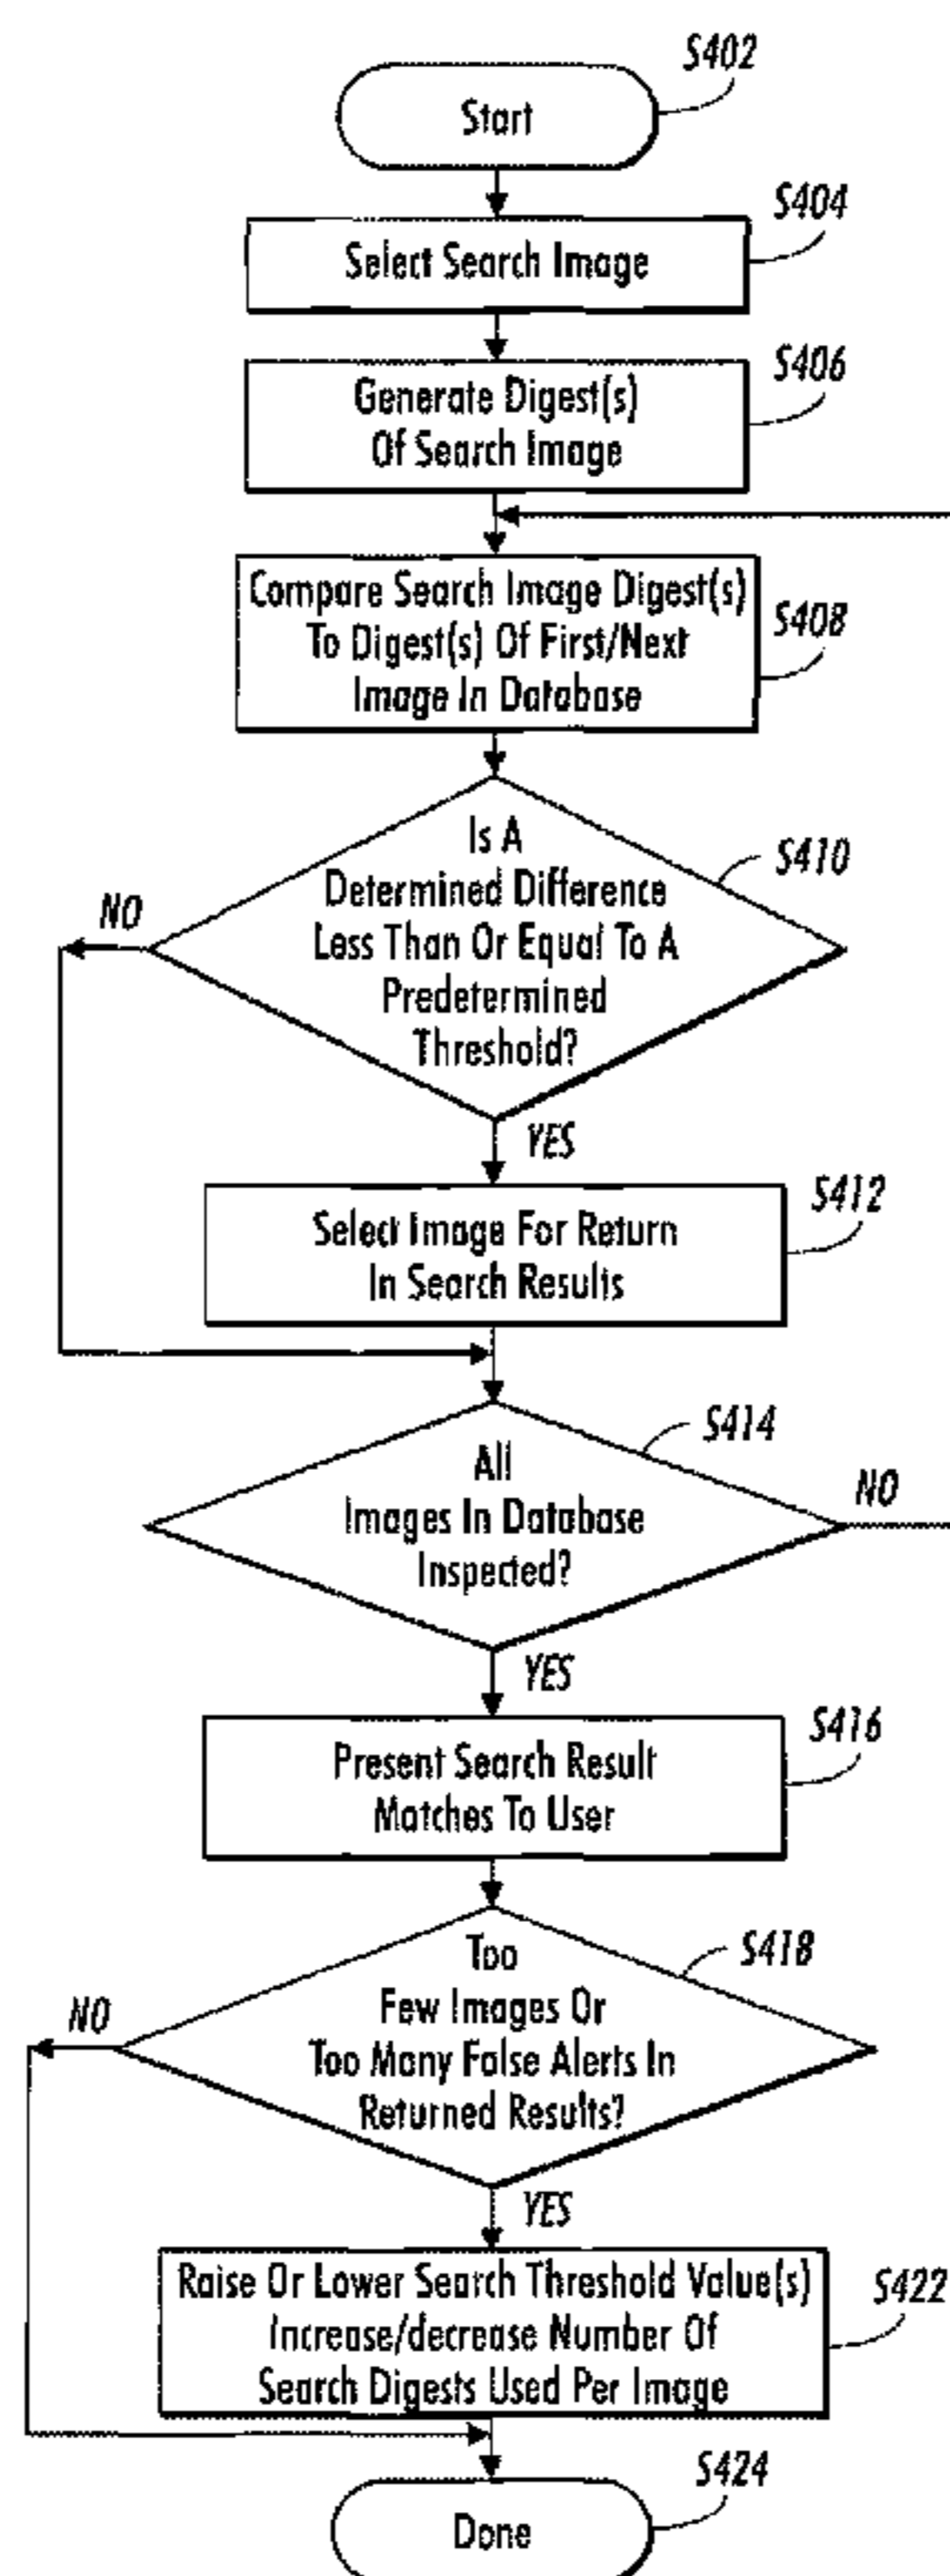 S402
Start
S404
Select Search Image
S406
Generate Digest(s)
Of Search Image
Compare Search Image Digest(s)
To Digest(s) Of First/Next
Image In Database
S408
Is A
Determined Difference
Less Than Or Equal To A
Predetermined
Threshold?
S410
NO
YES
S412
Select Image For Return
In Search Results
S414
All
Images In Database
Inspected?
NO
YES
S416
Present Search Result
Matches To User
S418
Too
Few Images Or
Too Many False Alerts In
Returned Results?
NO
YES
Raise Or Lower Search Threshold Value(s)
Increase/decrease Number Of
Search Digests Used Per Image
S422
S424
Done